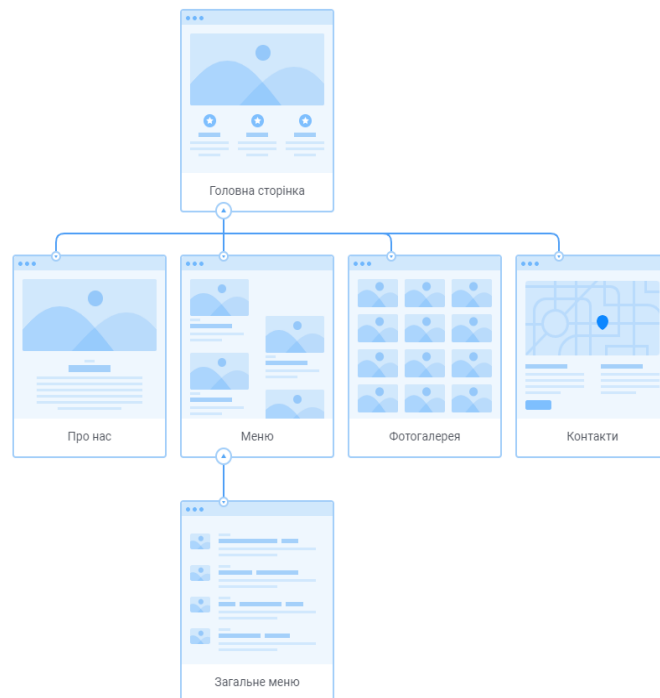 Головна сторінка
Про нас
Меню
Фотогалерея
Контакти
Загальне меню